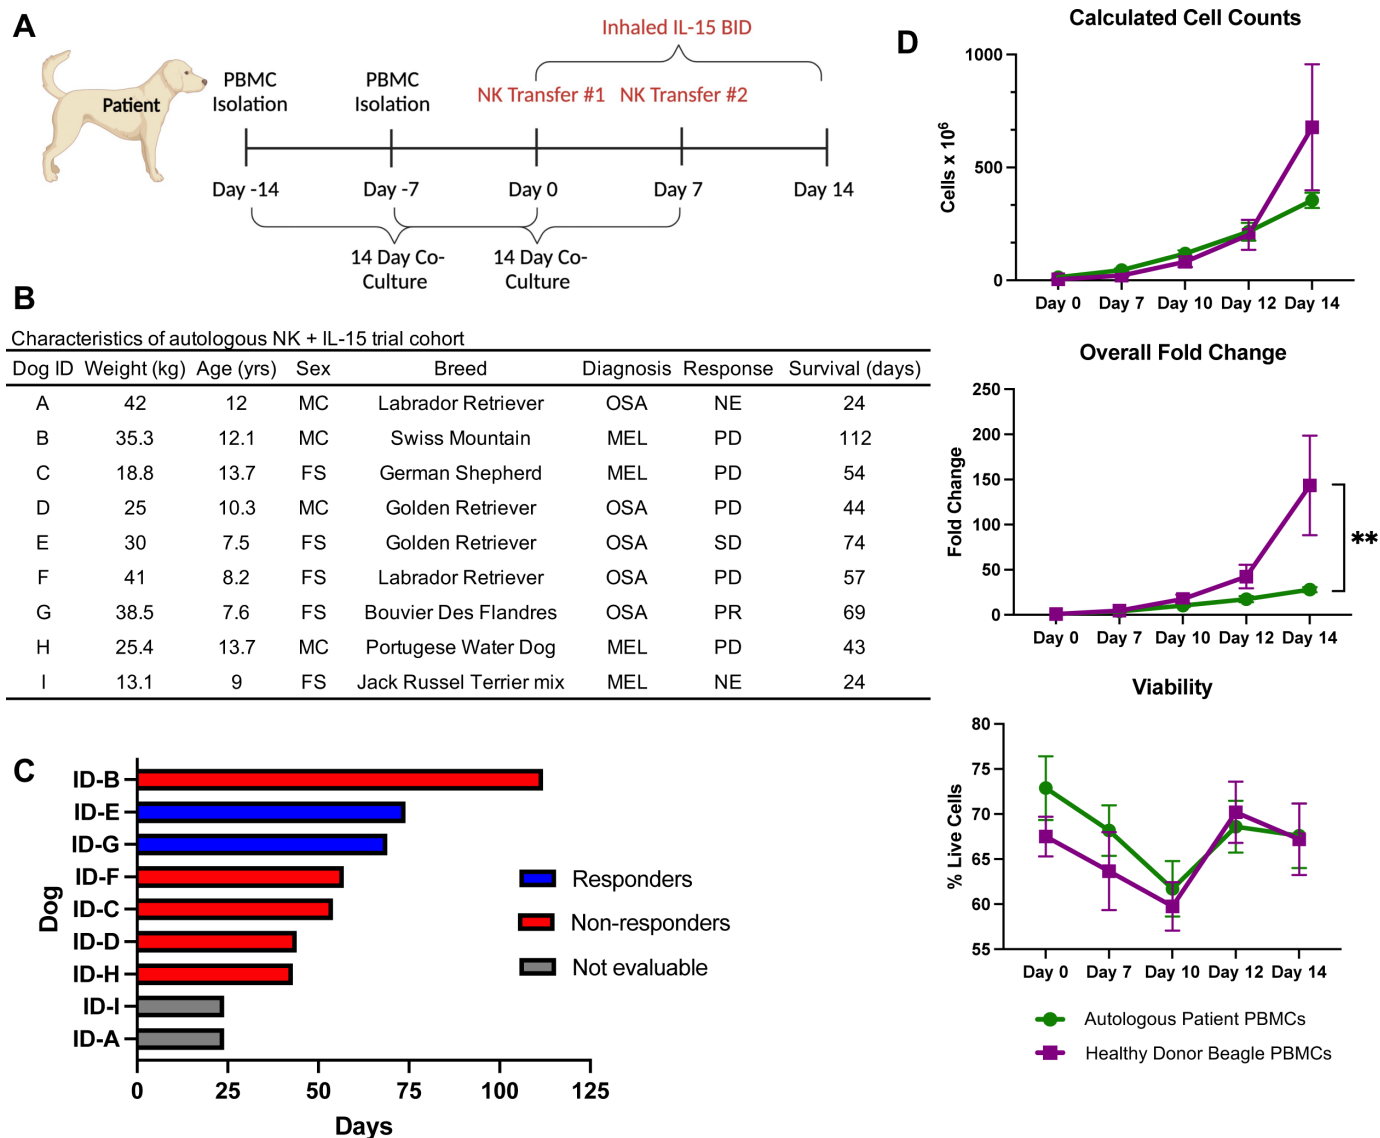 A
Patient
PBMC
Isolation
PBMC
Isolation
Inhaled IL-15 BID
NK Transfer #1 NK Transfer #2
Day -14 Day -7 Day 0 Day 7 Day 14
14 Day Co-
Culture
14 Day Co-
Culture
B
Characteristics of autologous NK + IL-15 trial cohort
Dog ID Weight (kg) Age (yrs) Sex Breed Diagnosis Response Survival (days)
A 42 12 MC Labrador Retriever OSA NE 24
B 35.3 12.1 MC Swiss Mountain MEL PD 112
C 18.8 13.7 FS German Shepherd MEL PD 54
D 25 10.3 MC Golden Retriever OSA PD 44
E 30 7.5 FS Golden Retriever OSA SD 74
F 41 8.2 FS Labrador Retriever OSA PD 57
G 38.5 7.6 FS Bouvier Des Flandres OSA PR 69
H 25.4 13.7 MC Portugese Water Dog MEL PD 43
I 13.1 9 FS Jack Russel Terrier mix MEL NE 24
C
Dog
ID-B
ID-E
ID-G
ID-F
ID-C
ID-D
ID-H
ID-I
ID-A
0 25 50 75 100 125
Days
Responders
Non-responders
Not evaluable
D
Calculated Cell Counts
Cells x 10⁶
1000
500
0
Day 0 Day 7 Day 10 Day 12 Day 14
Overall Fold Change
Fold Change
250
200
150
100
50
0
**
Day 0 Day 7 Day 10 Day 12 Day 14
Viability
% Live Cells
80
75
70
65
60
55
Day 0 Day 7 Day 10 Day 12 Day 14
Autologous Patient PBMCs
Healthy Donor Beagle PBMCs